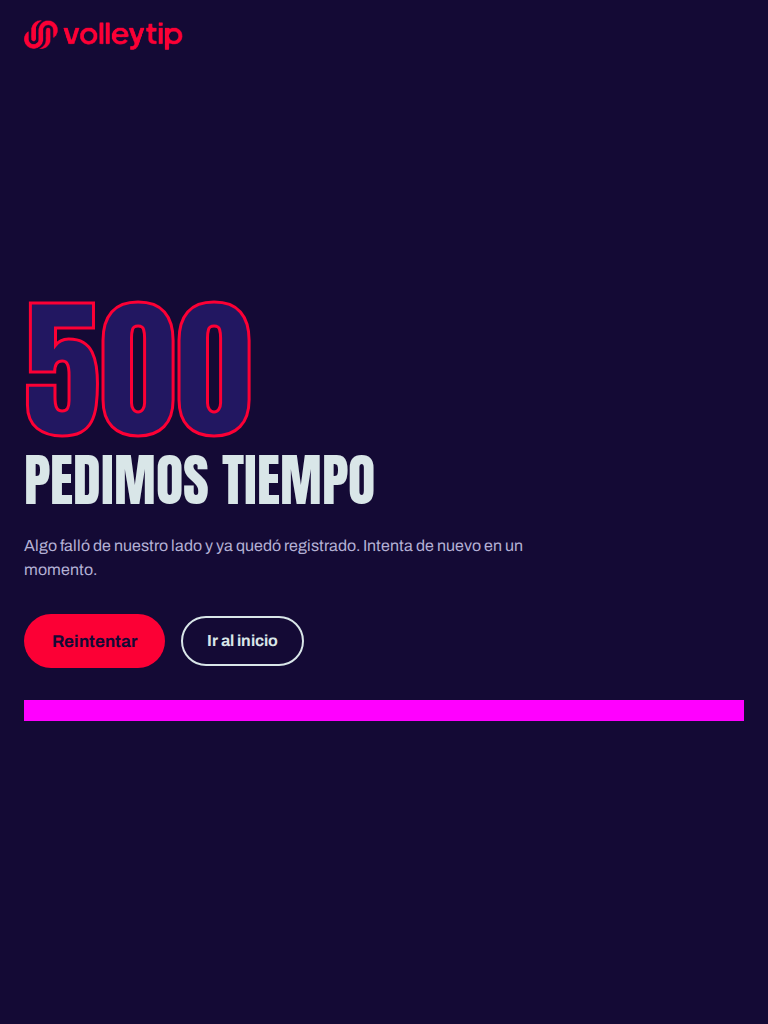 volleytip
500
PEDIMOS TIEMPO
Algo falló de nuestro lado y ya quedó registrado. Intenta de nuevo en un
momento.
Reintentar
Ir al inicio